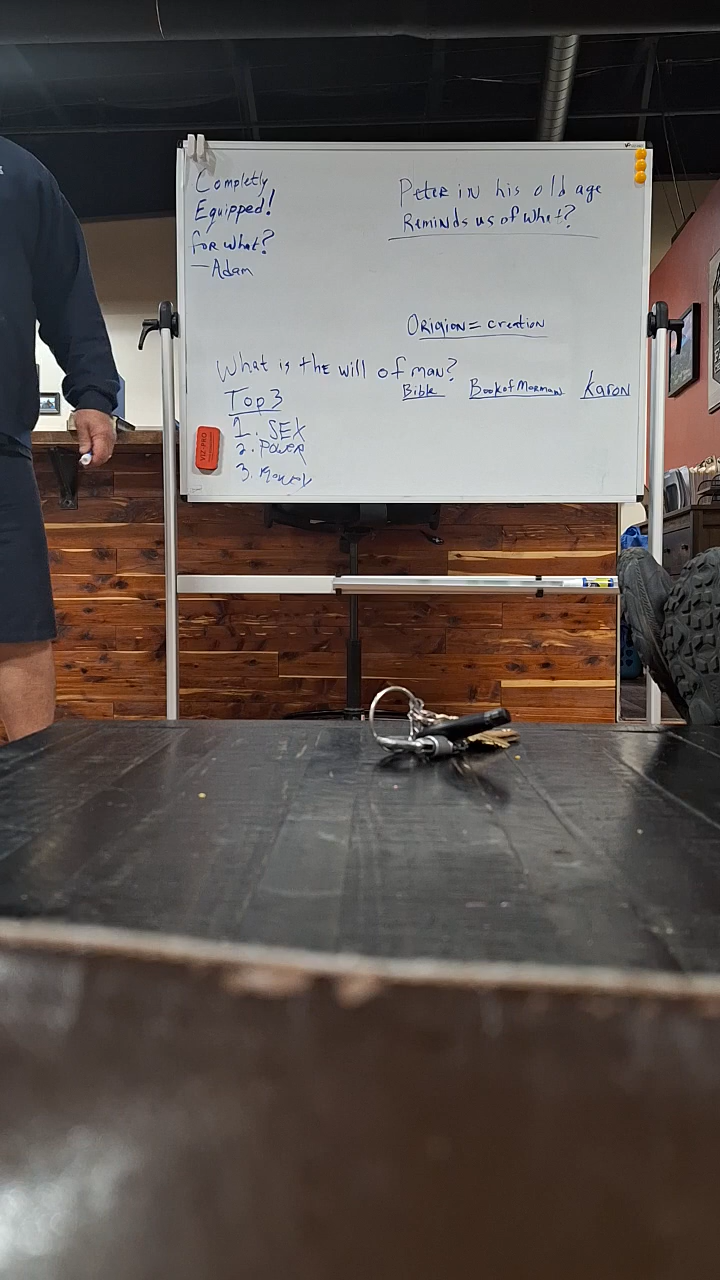 Completly
Equipped!
for what?
—Adam
Peter in his old age
Reminds us of what?
Origion = creation
What is the will of man?
Bible Book of Morman Karon
Top 3
1. SEX
2. POWER
3. Money
VIZ-PRO